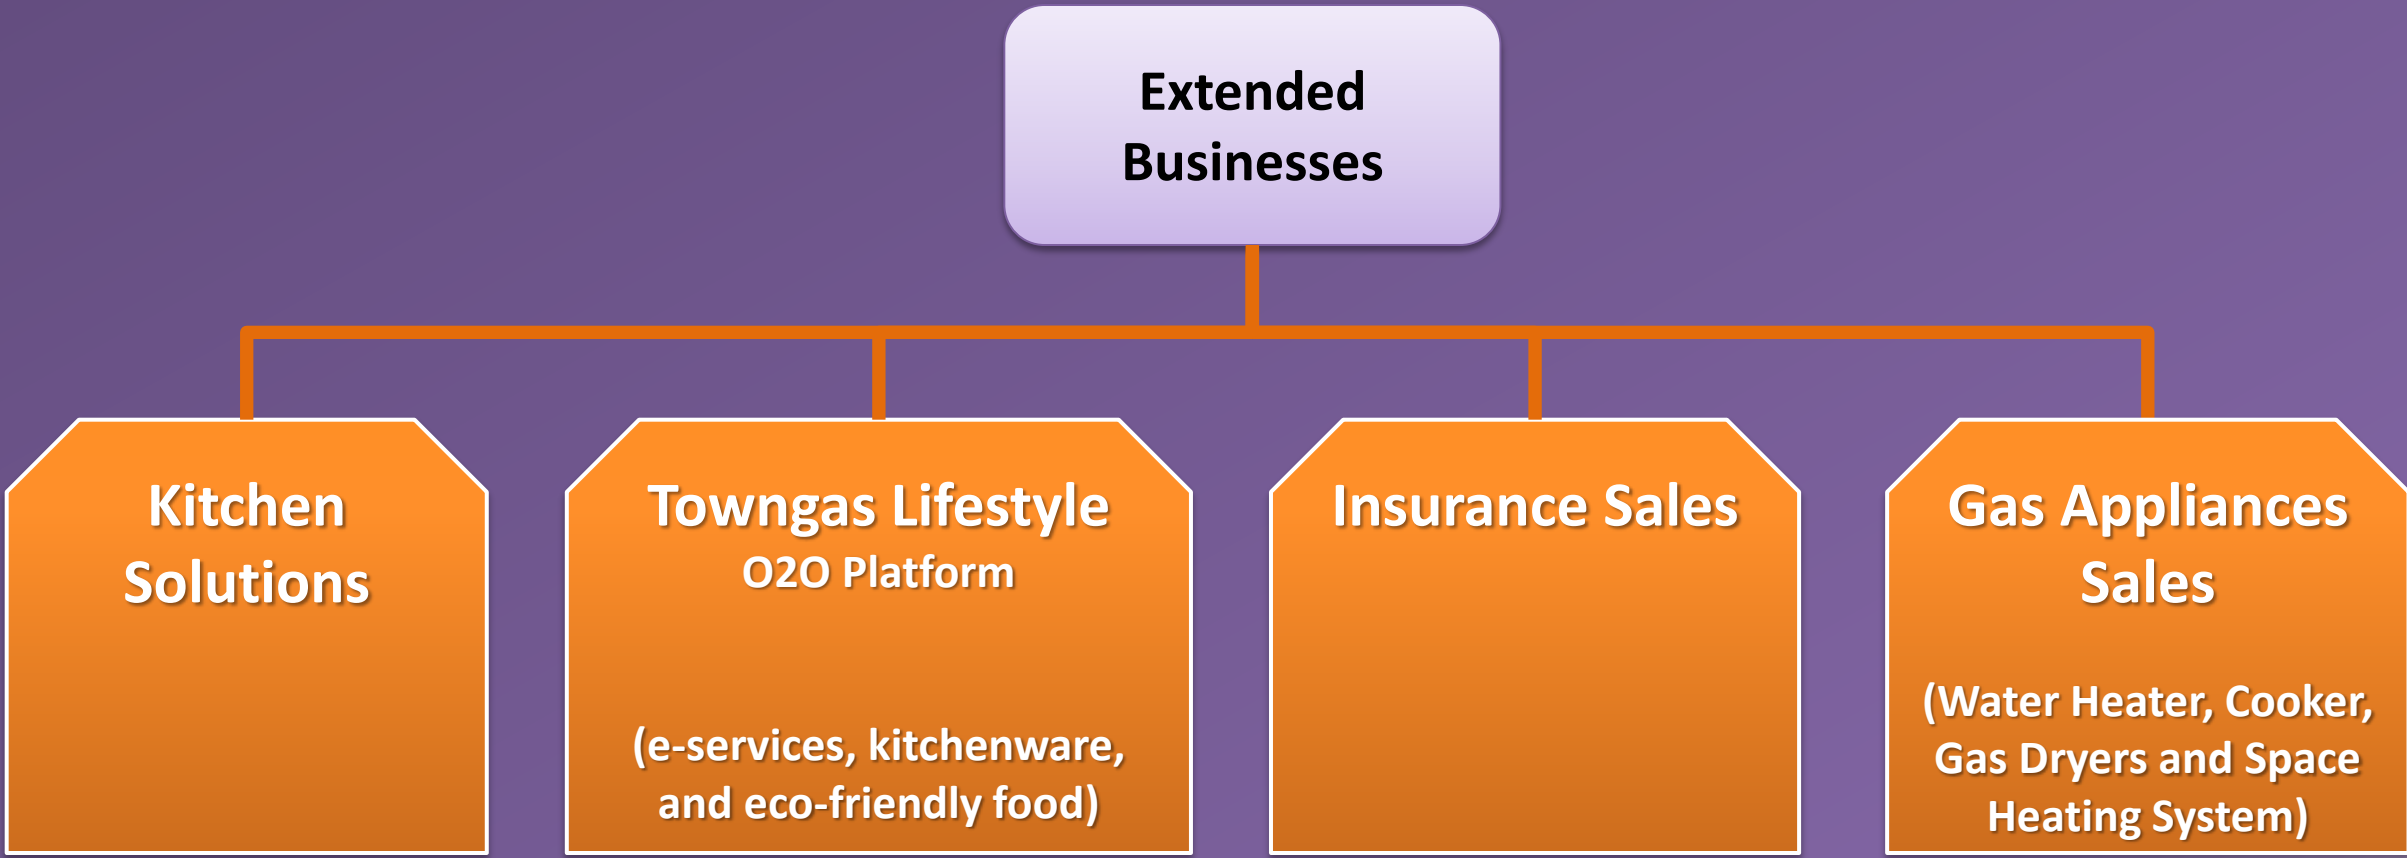 Extended
Businesses
Kitchen
Solutions
Towngas Lifestyle
O2O Platform
(e-services, kitchenware,
and eco-friendly food)
Insurance Sales
Gas Appliances
Sales
(Water Heater, Cooker,
Gas Dryers and Space
Heating System)